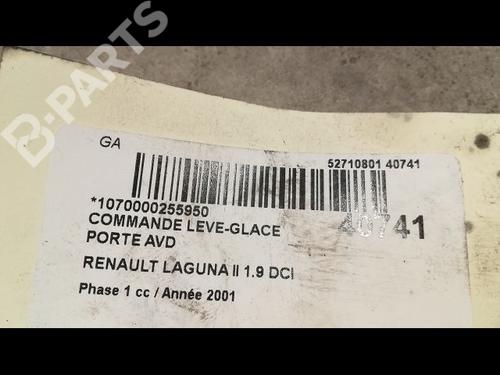 B-PARTS
GA
52710801 40741
*1070000255950
COMMANDE LEVE-GLACE
40741
PORTE AVD
RENAULT LAGUNA II 1.9 DCI
Phase 1 cc / Année 2001